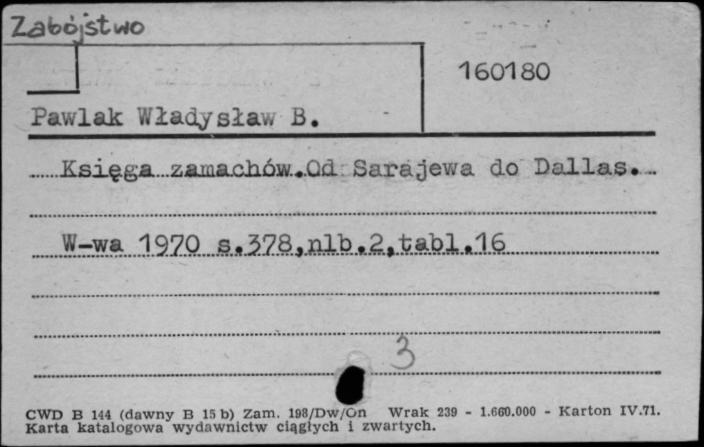 Zabójstwo
160180
Pawlak Władysław B.
Księga zamachów.Od Sarajewa do Dallas.
W-wa 1970 s.378,nlb.2,tabl.16
3
CWD B 144 (dawny B 15 b) Zam. 198/Dw/On Wrak 239 - 1.660.000 - Karton IV.71.
Karta katalogowa wydawnictw ciągłych i zwartych.